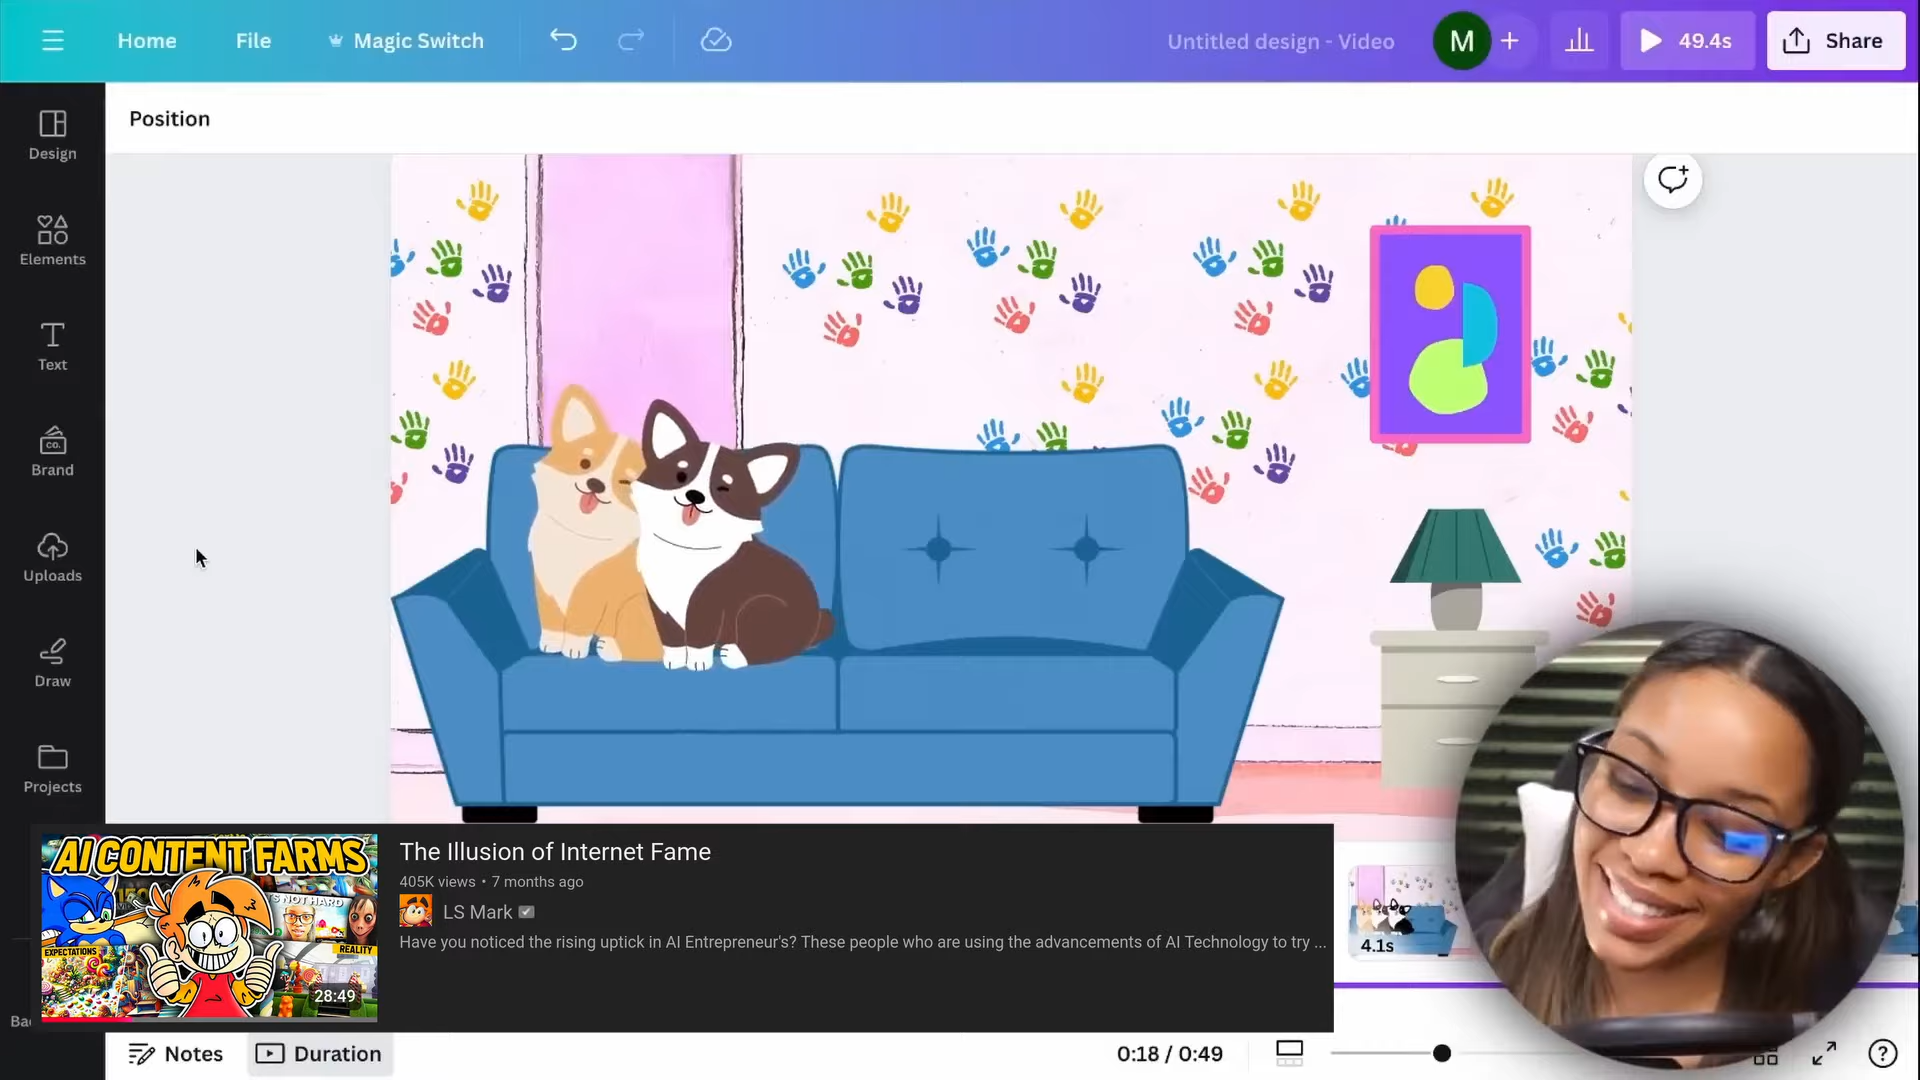 Home
File
Magic Switch
Untitled design - Video
M
49.4s
Share
Position
Design
Elements
Text
CO.
Brand
Uploads
Draw
Projects
AI CONTENT FARMS
'S NOT HARD
EXPECTATIONS
REALITY
28:49
The Illusion of Internet Fame
405K views • 7 months ago
LS Mark
Have you noticed the rising uptick in AI Entrepreneur's? These people who are using the advancements of AI Technology to try ...
4.1s
Notes
Duration
0:18 / 0:49
?